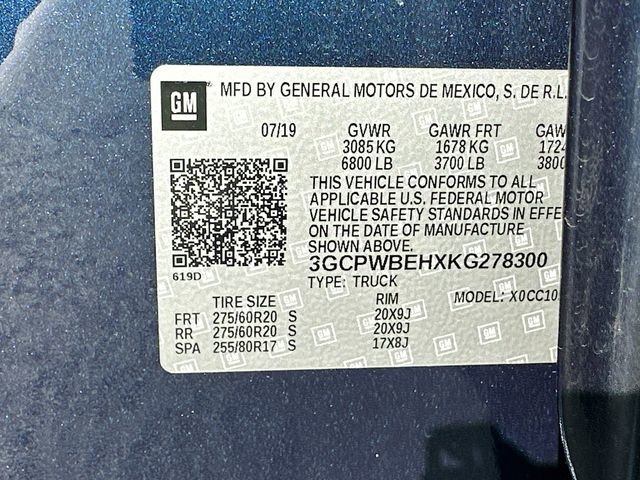 GM MFD BY GENERAL MOTORS DE MEXICO, S. DE R.L.
07/19 GVWR GAWR FRT GAW
3085 KG 1678 KG 1724
6800 LB 3700 LB 3800
THIS VEHICLE CONFORMS TO ALL
APPLICABLE U.S. FEDERAL MOTOR
VEHICLE SAFETY STANDARDS IN EFFE
ON THE DATE OF MANUFACTURE
SHOWN ABOVE.
619D 3GCPWBEHXKG278300
TYPE: TRUCK MODEL: X0CC10
TIRE SIZE RIM
FRT 275/60R20 S 20X9J
RR 275/60R20 S 20X9J
SPA 255/80R17 S 17X8J